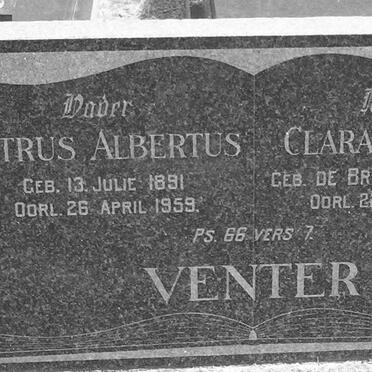 Vader
TRUS ALBERTUS
GEB. 13. JULIE 1891
OORL. 26 APRIL 1959.
CLARA
GEB. DE BR
OORL. 2
PS. 66 VERS 7.
VENTER